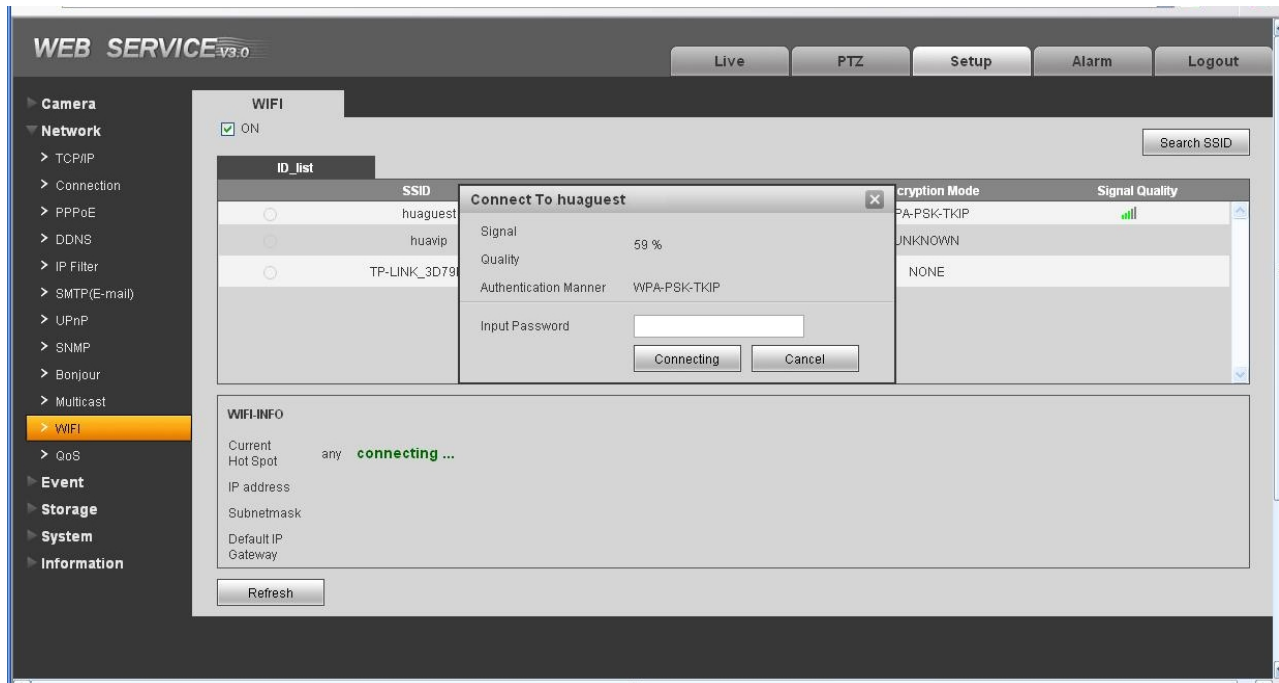 WEB SERVICE V3.0
Live PTZ Setup Alarm Logout
Camera
Network
TCP/IP
Connection
PPPoE
DDNS
IP Filter
SMTP(E-mail)
UPnP
SNMP
Bonjour
Multicast
WIFI
QoS
Event
Storage
System
Information
WIFI
ON
Search SSID
ID_list
SSID cryption Mode Signal Quality
huaguest PA-PSK-TKIP
huavip UNKNOWN
TP-LINK_3D79 NONE
Connect To huaguest
Signal
Quality
59 %
Authentication Manner WPA-PSK-TKIP
Input Password
Connecting Cancel
WIFI-INFO
Current
Hot Spot any connecting ...
IP address
Subnetmask
Default IP
Gateway
Refresh